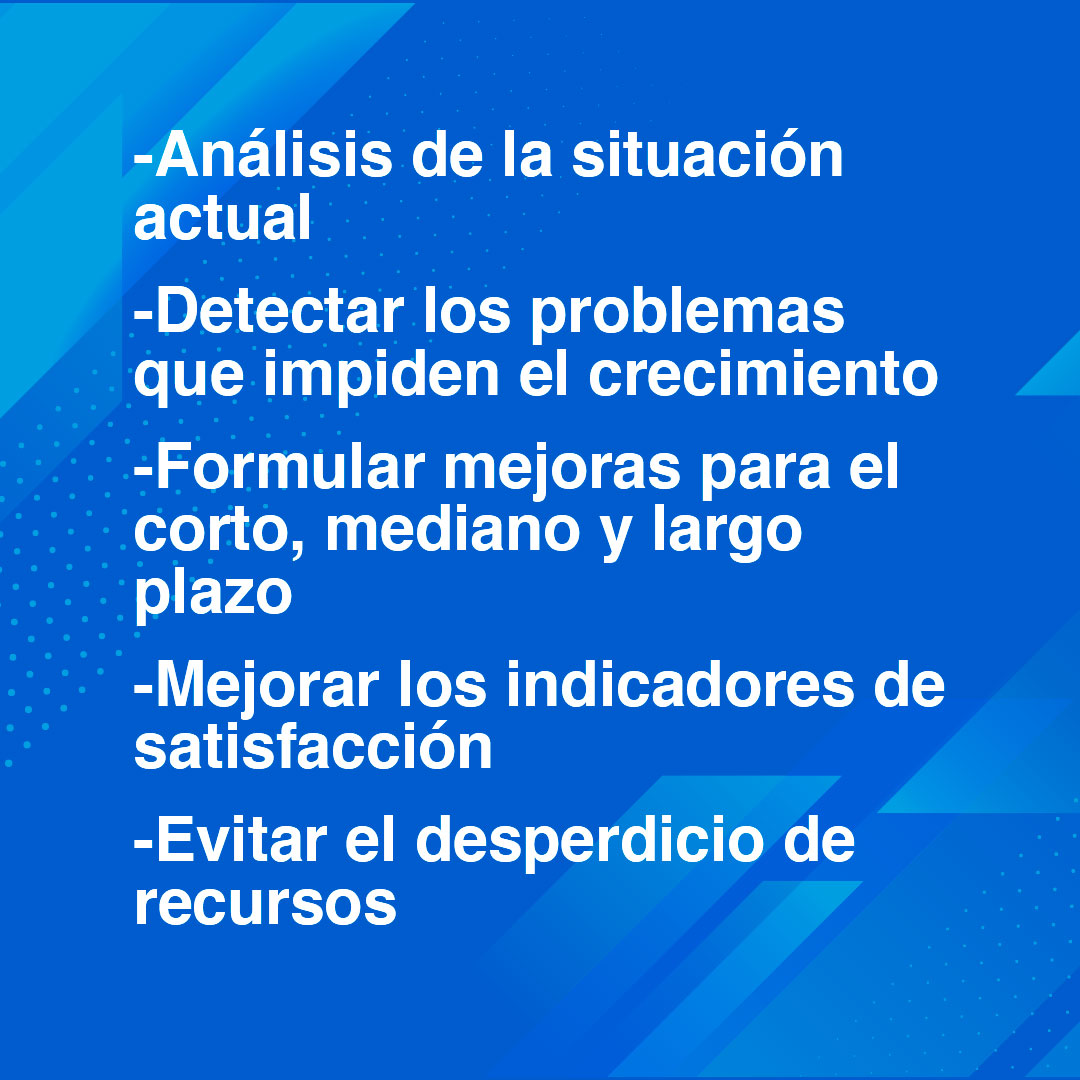 -Análisis de la situación
actual
-Detectar los problemas
que impiden el crecimiento
-Formular mejoras para el
corto, mediano y largo
plazo
-Mejorar los indicadores de
satisfacción
-Evitar el desperdicio de
recursos